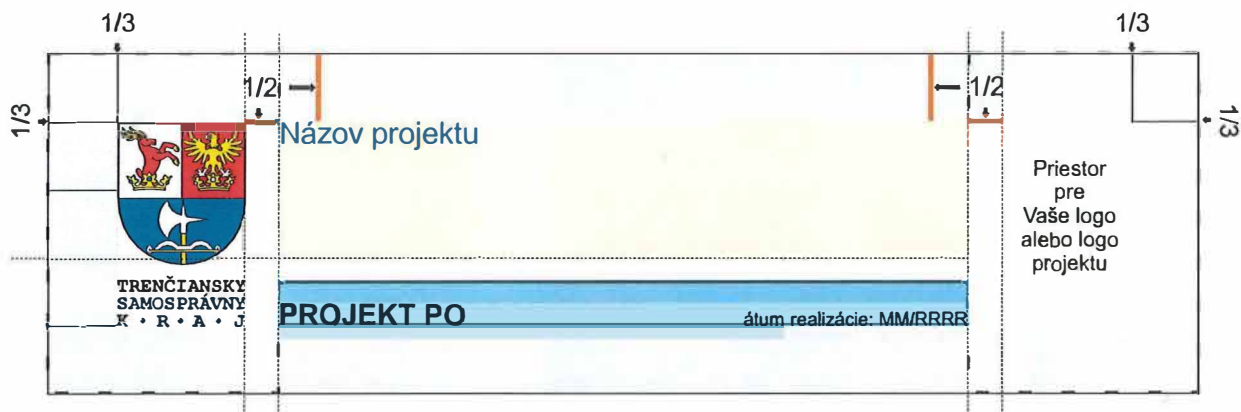 1/3
1/3
1/2
1/2
1/3
1/3
Názov projektu
TRENČIANSKY
SAMOSPRÁVNY
K · R · A · J
PROJEKT PO
átum realizácie: MM/RRRR
Priestor
pre
Vaše logo
alebo logo
projektu